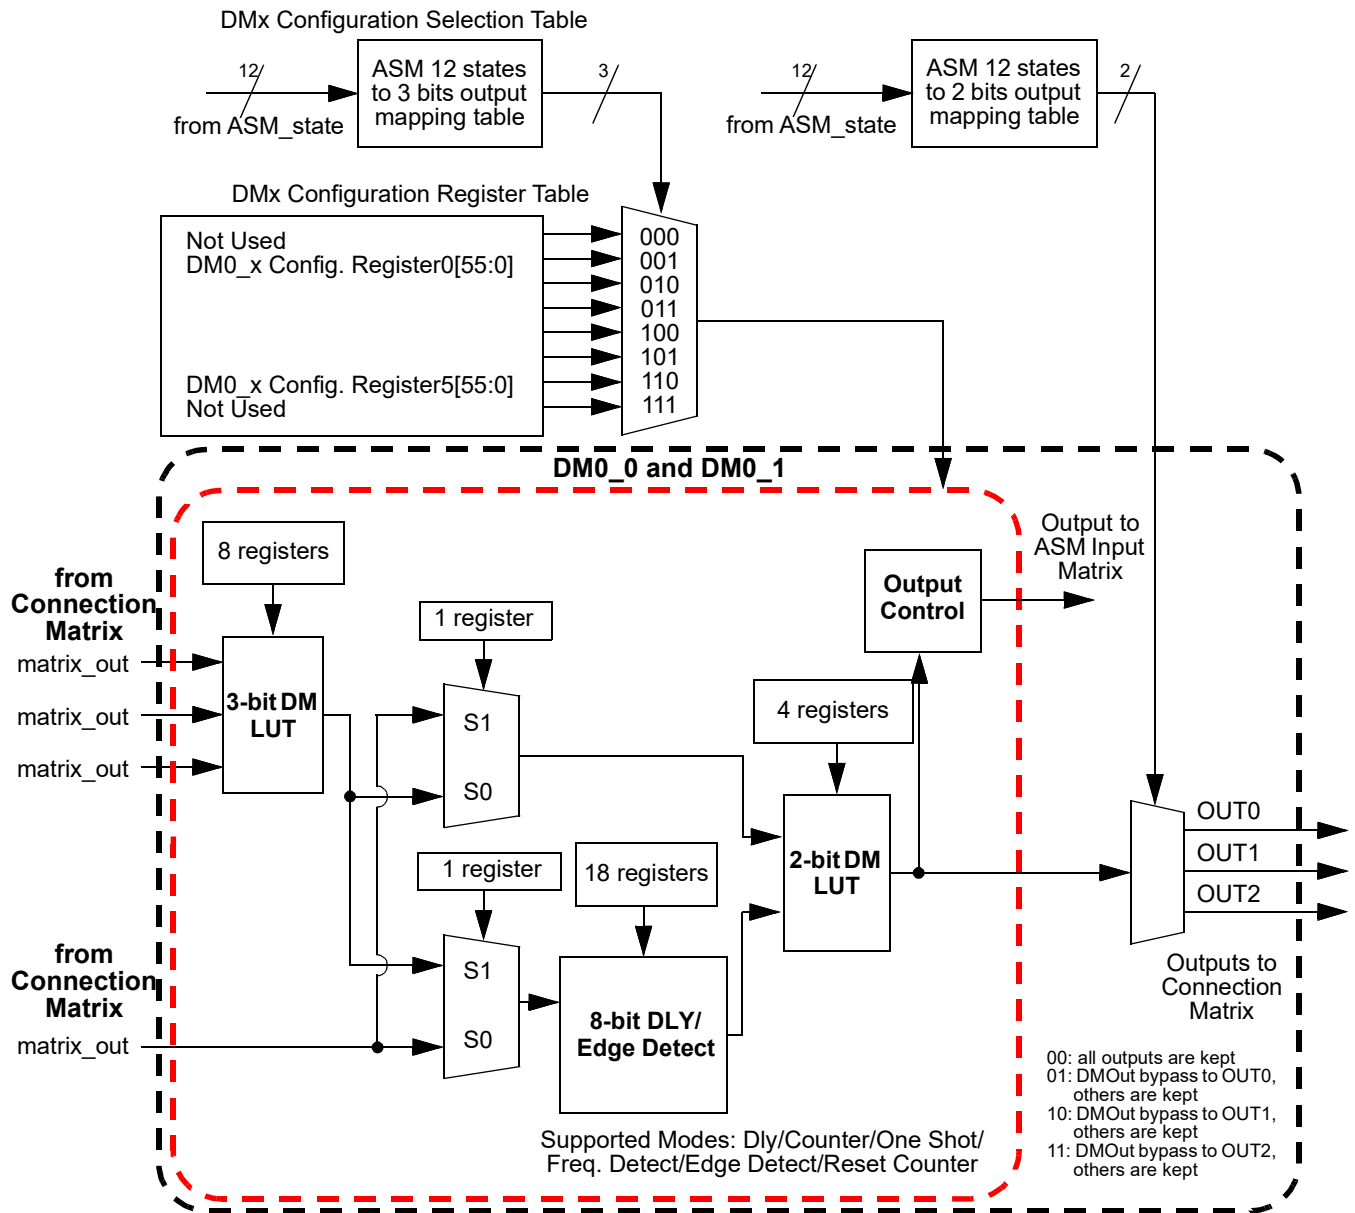 DMx Configuration Selection Table
12
ASM 12 states
to 3 bits output
mapping table
3
from ASM_state
12
ASM 12 states
to 2 bits output
mapping table
2
from ASM_state
DMx Configuration Register Table
Not Used
DM0_x Config. Register0[55:0]
DM0_x Config. Register5[55:0]
Not Used
000
001
010
011
100
101
110
111
DM0_0 and DM0_1
8 registers
from
Connection
Matrix
matrix_out
matrix_out
matrix_out
3-bit DM
LUT
1 register
S1
S0
Output
Control
Output to
ASM Input
Matrix
4 registers
2-bit DM
LUT
1 register
18 registers
from
Connection
Matrix
matrix_out
S1
S0
8-bit DLY/
Edge Detect
OUT0
OUT1
OUT2
Outputs to
Connection
Matrix
00: all outputs are kept
01: DMOut bypass to OUT0,
others are kept
10: DMOut bypass to OUT1,
others are kept
11: DMOut bypass to OUT2,
others are kept
Supported Modes: Dly/Counter/One Shot/
Freq. Detect/Edge Detect/Reset Counter